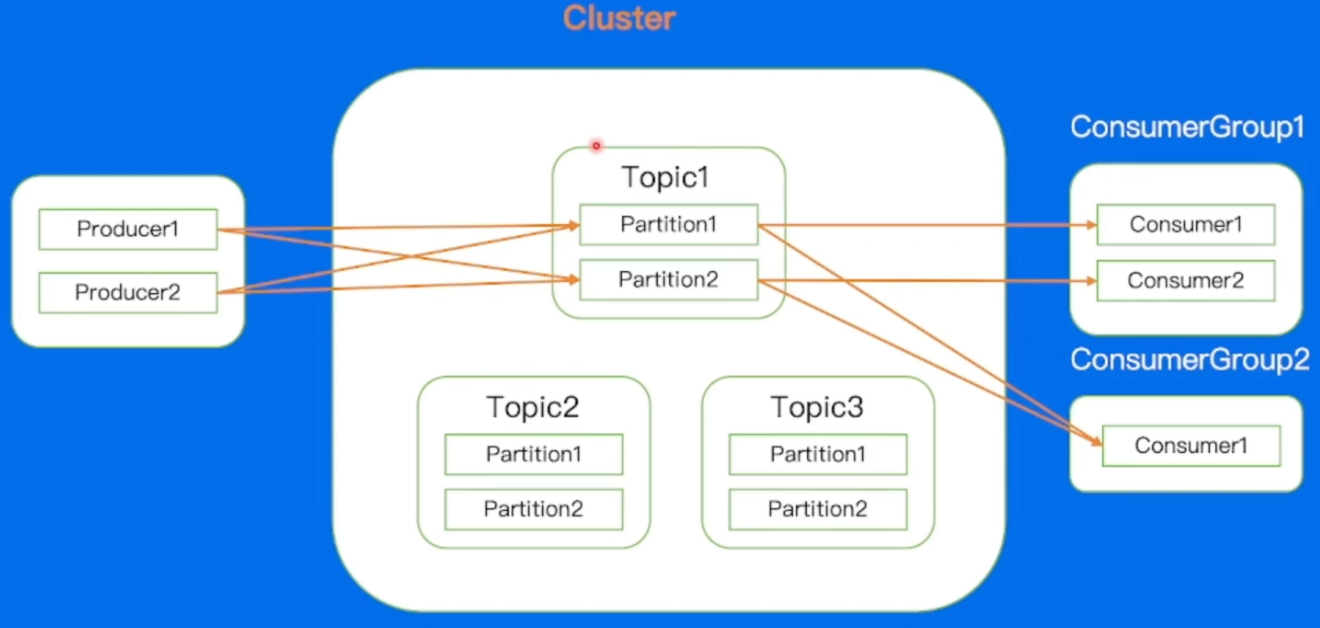 Cluster
Producer1
Producer2
Topic1
Partition1
Partition2
Topic2
Partition1
Partition2
Topic3
Partition1
Partition2
ConsumerGroup1
Consumer1
Consumer2
ConsumerGroup2
Consumer1